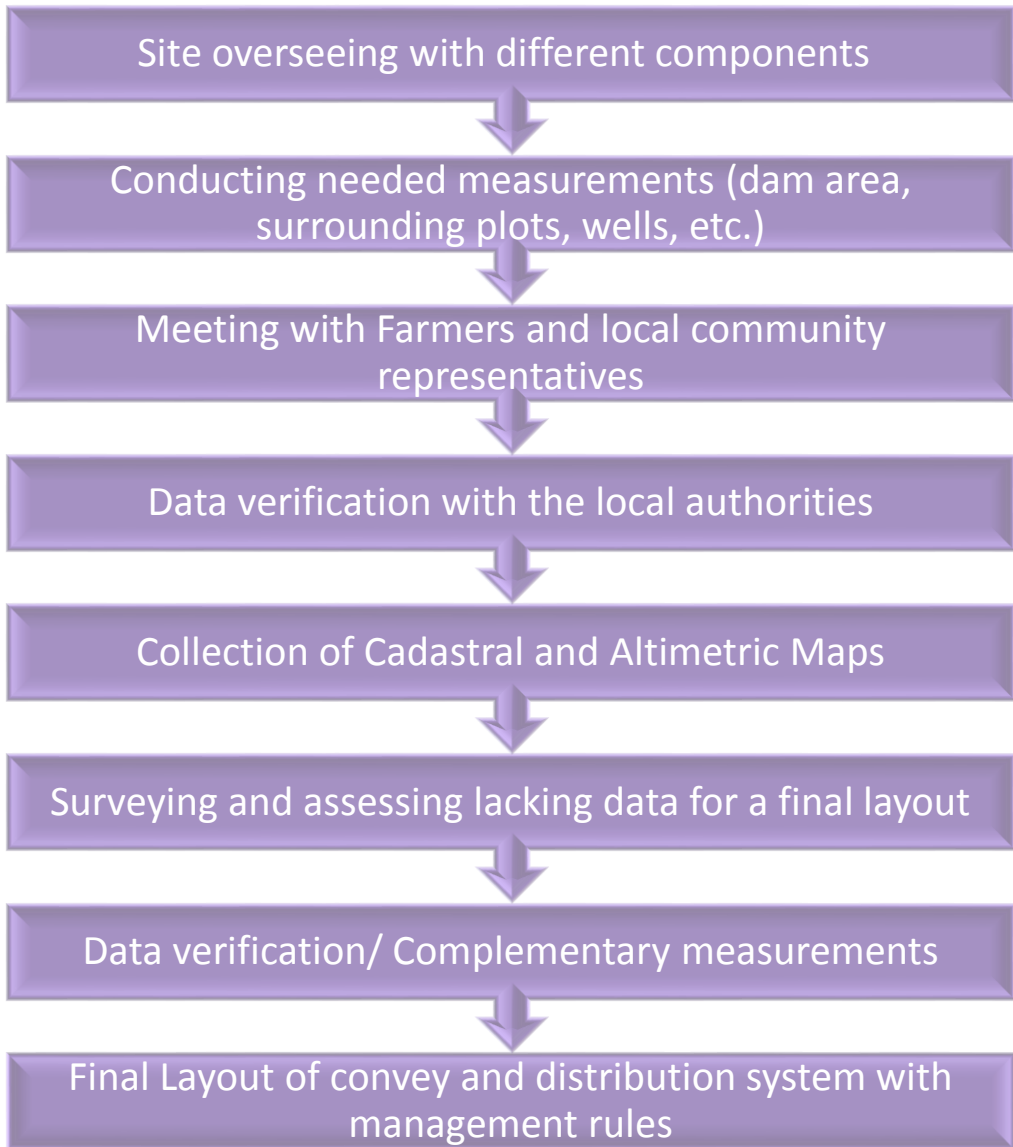 Site overseeing with different components
Conducting needed measurements (dam area,
surrounding plots, wells, etc.)
Meeting with Farmers and local community
representatives
Data verification with the local authorities
Collection of Cadastral and Altimetric Maps
Surveying and assessing lacking data for a final layout
Data verification/ Complementary measurements
Final Layout of convey and distribution system with
management rules